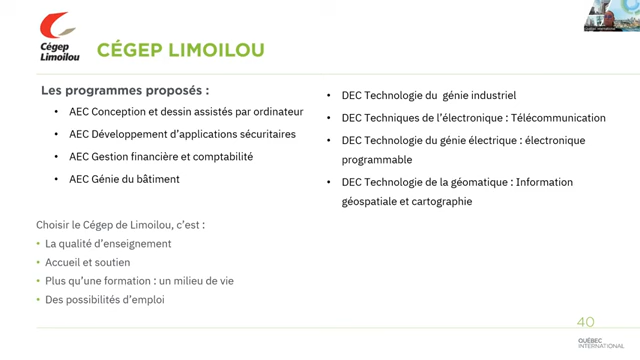 Cégep
Limoilou
CÉGEP LIMOILOU
Les programmes proposés :
• AEC Conception et dessin assistés par ordinateur
• AEC Développement d'applications sécuritaires
• AEC Gestion financière et comptabilité
• AEC Génie du bâtiment
• DEC Technologie du génie industriel
• DEC Techniques de l'électronique : Télécommunication
• DEC Technologie du génie électrique : électronique
programmable
• DEC Technologie de la géomatique : Information
géospatiale et cartographie
Choisir le Cégep de Limoilou, c'est :
• La qualité d'enseignement
• Accueil et soutien
• Plus qu'une formation : un milieu de vie
• Des possibilités d'emploi
40
QUÉBEC
INTERNATIONAL